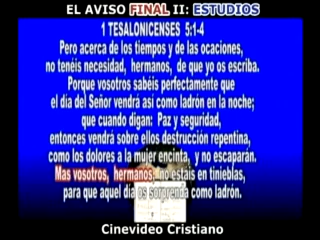 EL AVISO FINAL II: ESTUDIOS
1 TESALONICENSES 5:1-4
Pero acerca de los tiempos y de las ocaciones,
no tenéis necesidad, hermanos, de que yo os escriba.
Porque vosotros sabéis perfectamente que
el día del Señor vendrá así como ladrón en la noche;
que cuando digan: Paz y seguridad,
entonces vendrá sobre ellos destrucción repentina,
como los dolores a la mujer encinta, y no escaparán.
Mas vosotros, hermanos, no estáis en tinieblas,
para que aquel día os sorprenda como ladrón.
Cinevideo Cristiano